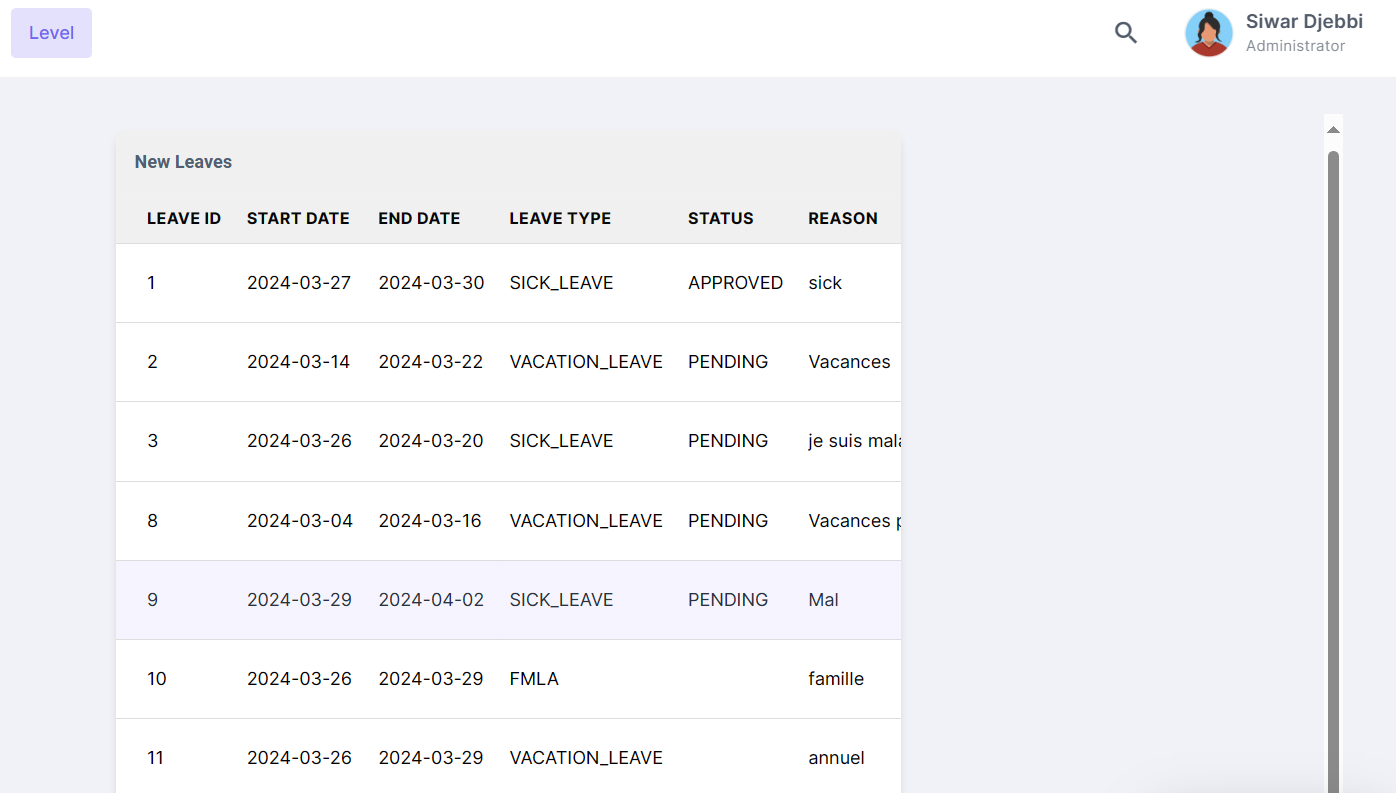 Level
Siwar Djebbi
Administrator
New Leaves
LEAVE ID START DATE END DATE LEAVE TYPE STATUS REASON
1 2024-03-27 2024-03-30 SICK_LEAVE APPROVED sick
2 2024-03-14 2024-03-22 VACATION_LEAVE PENDING Vacances
3 2024-03-26 2024-03-20 SICK_LEAVE PENDING je suis mala
8 2024-03-04 2024-03-16 VACATION_LEAVE PENDING Vacances p
9 2024-03-29 2024-04-02 SICK_LEAVE PENDING Mal
10 2024-03-26 2024-03-29 FMLA famille
11 2024-03-26 2024-03-29 VACATION_LEAVE annuel